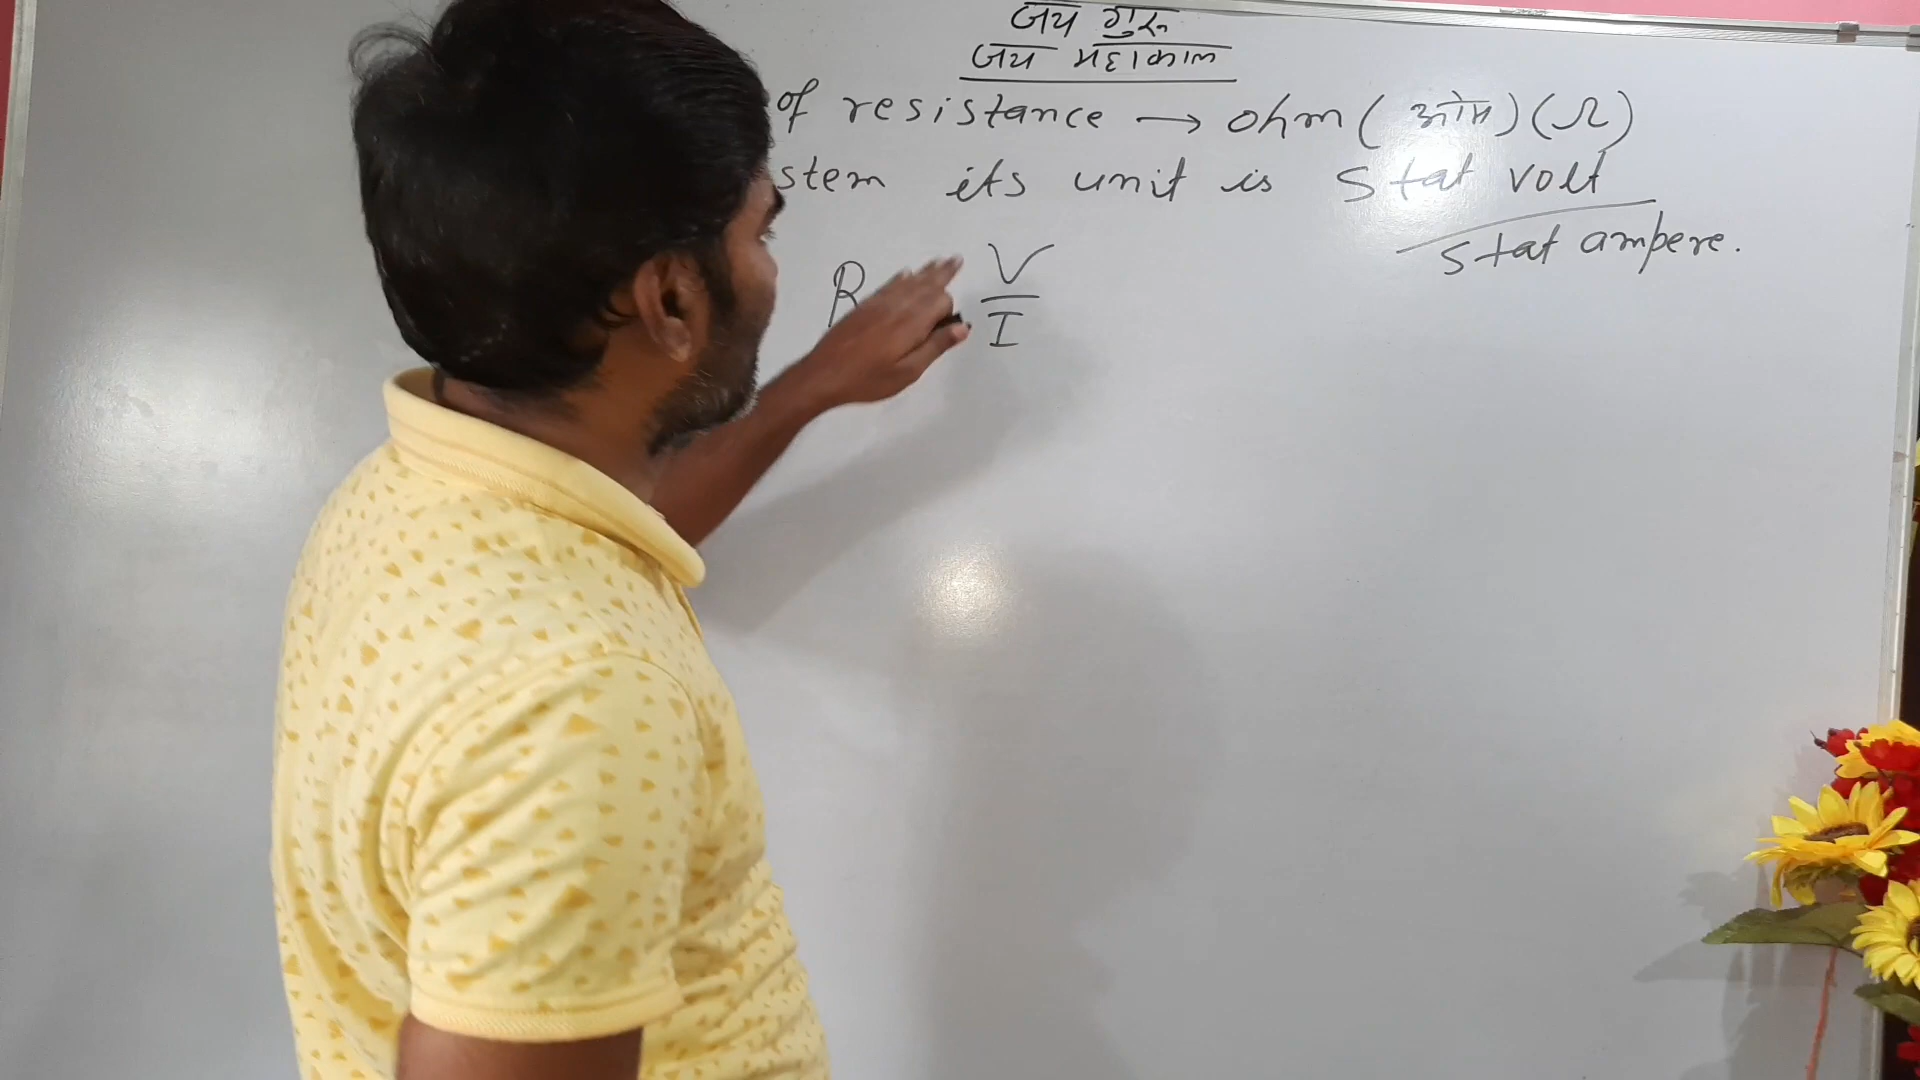 जय गुरु
जय महाकाल
of resistance → ohm (ओम) (Ω)
stem its unit is stat volt
stat ampere.
R V
I